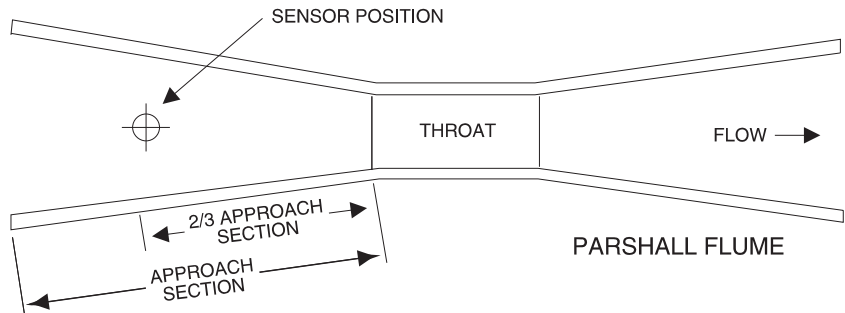 SENSOR POSITION
THROAT
FLOW
2/3 APPROACH
SECTION
APPROACH
SECTION
PARSHALL FLUME